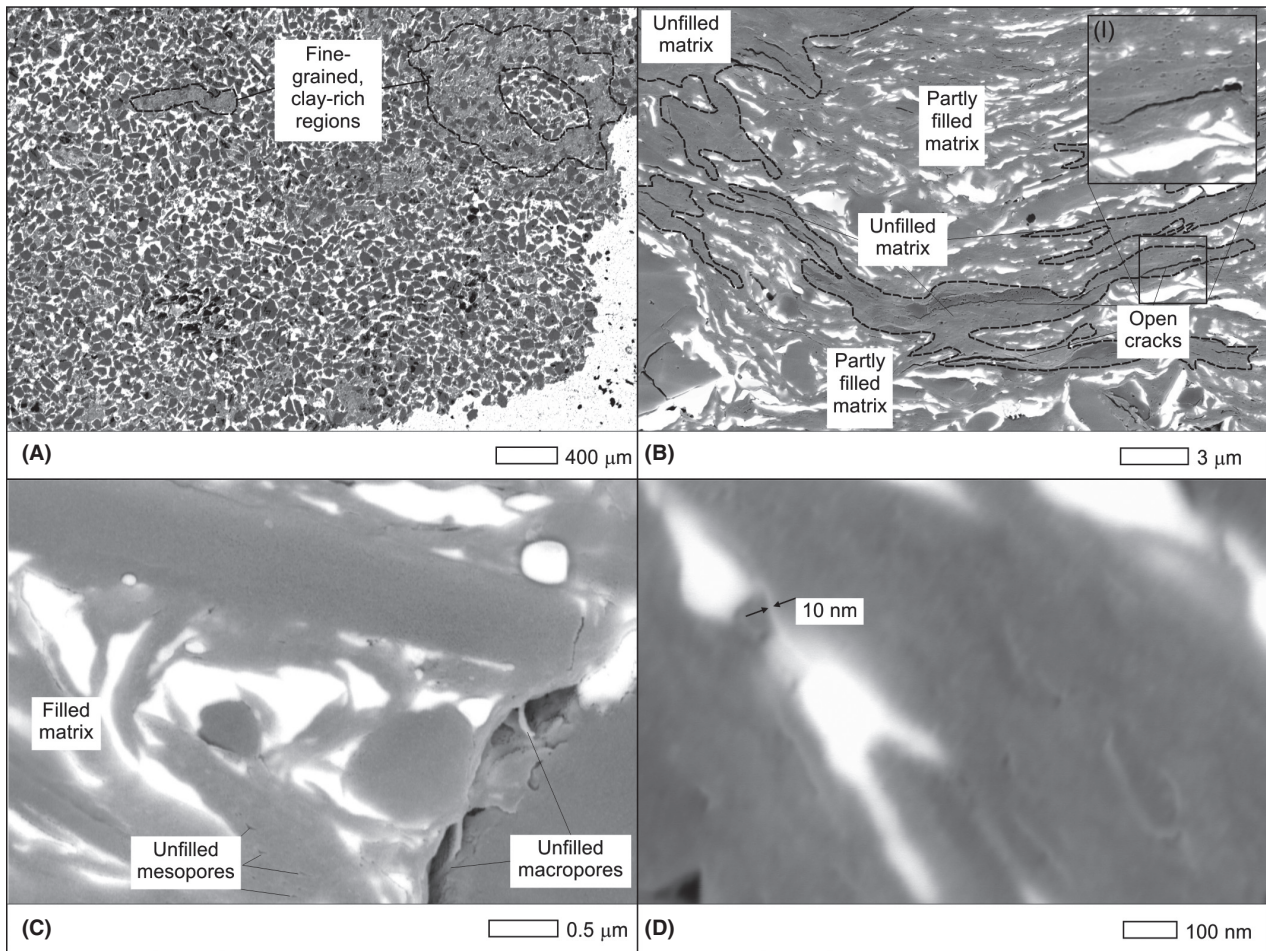 Fine-
grained,
clay-rich
regions
(A)
400 μm
Unfilled
matrix
(I)
Partly
filled
matrix
Unfilled
matrix
Open
cracks
Partly
filled
matrix
(B)
3 μm
Filled
matrix
Unfilled
mesopores
Unfilled
macropores
(C)
0.5 μm
10 nm
(D)
100 nm